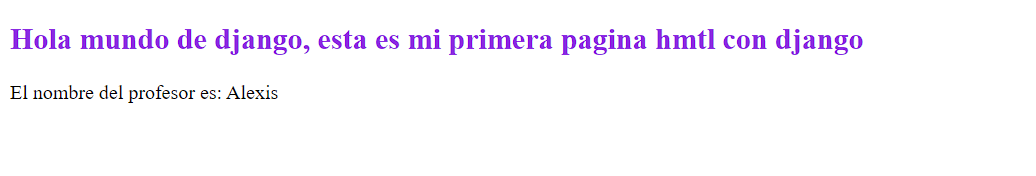 Hola mundo de django, esta es mi primera pagina hmtl con django
El nombre del profesor es: Alexis